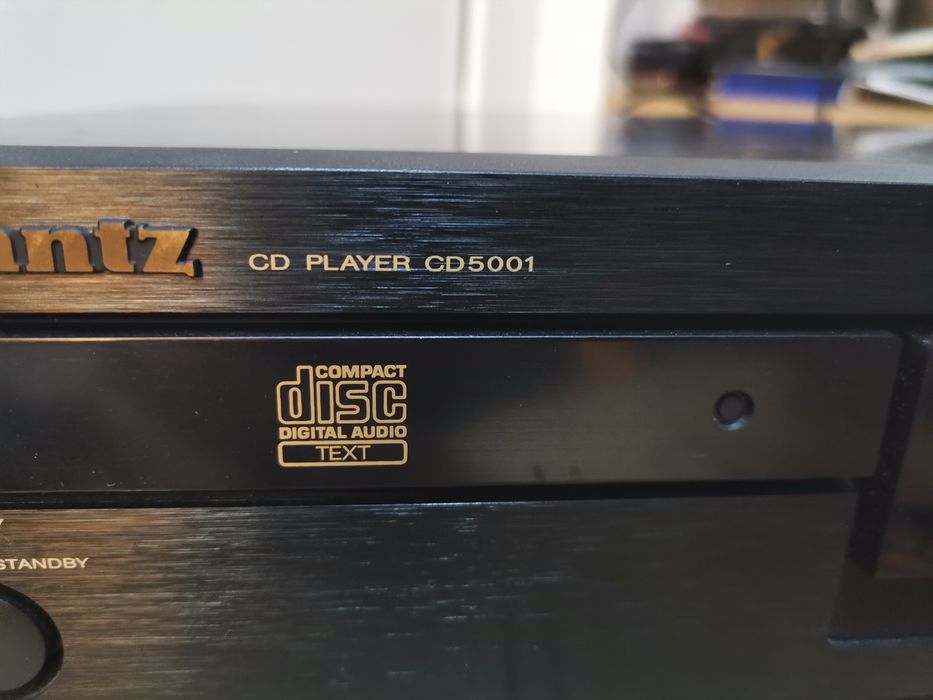 antz CD PLAYER CD5001
COMPACT
disc
DIGITAL AUDIO
TEXT
STANDBY